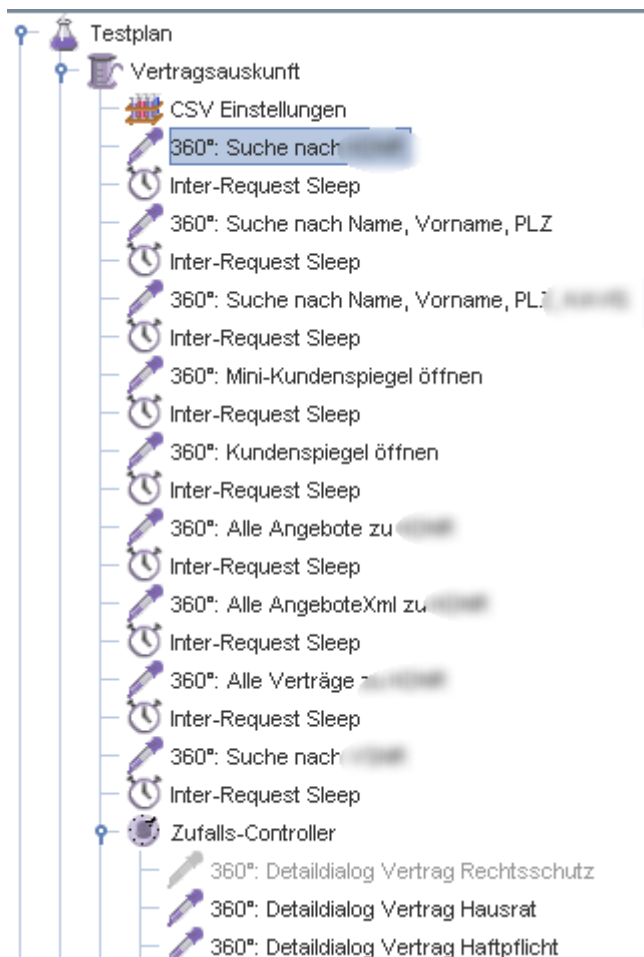 Testplan
Vertragsauskunft
CSV Einstellungen
360°: Suche nach
Inter-Request Sleep
360°: Suche nach Name, Vorname, PLZ
Inter-Request Sleep
360°: Suche nach Name, Vorname,
Inter-Request Sleep
360°: Mini-Kundenspiegel öffnen
Inter-Request Sleep
360°: Kundenspiegel öffnen
Inter-Request Sleep
360°: Alle Angebote zu
Inter-Request Sleep
360°: Alle AngeboteXml zu
Inter-Request Sleep
360°: Alle Verträge
Inter-Request Sleep
360°: Suche nach
Inter-Request Sleep
Zufalls-Controller
360°: Detaildialog Vertrag Rechtsschutz
360°: Detaildialog Vertrag Hausrat
360°: Detaildialog Vertrag Haftpflicht